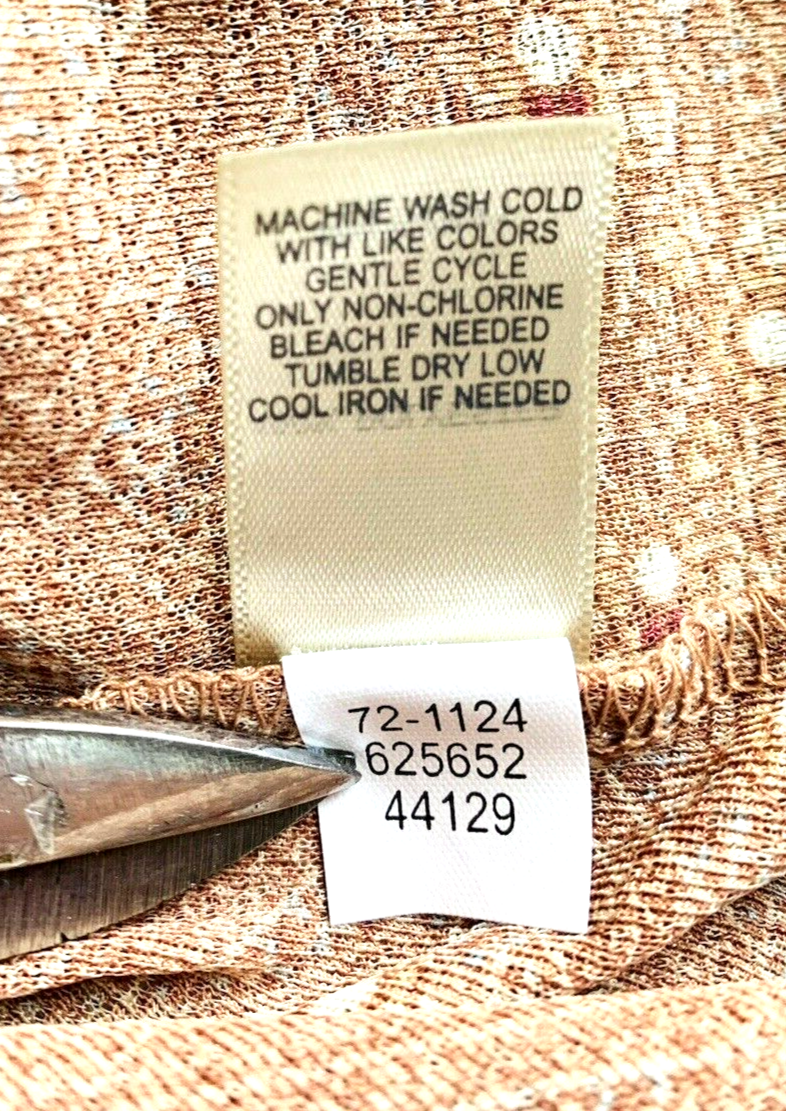 MACHINE WASH COLD
WITH LIKE COLORS
GENTLE CYCLE
ONLY NON-CHLORINE
BLEACH IF NEEDED
TUMBLE DRY LOW
COOL IRON IF NEEDED
72-1124
625652
44129